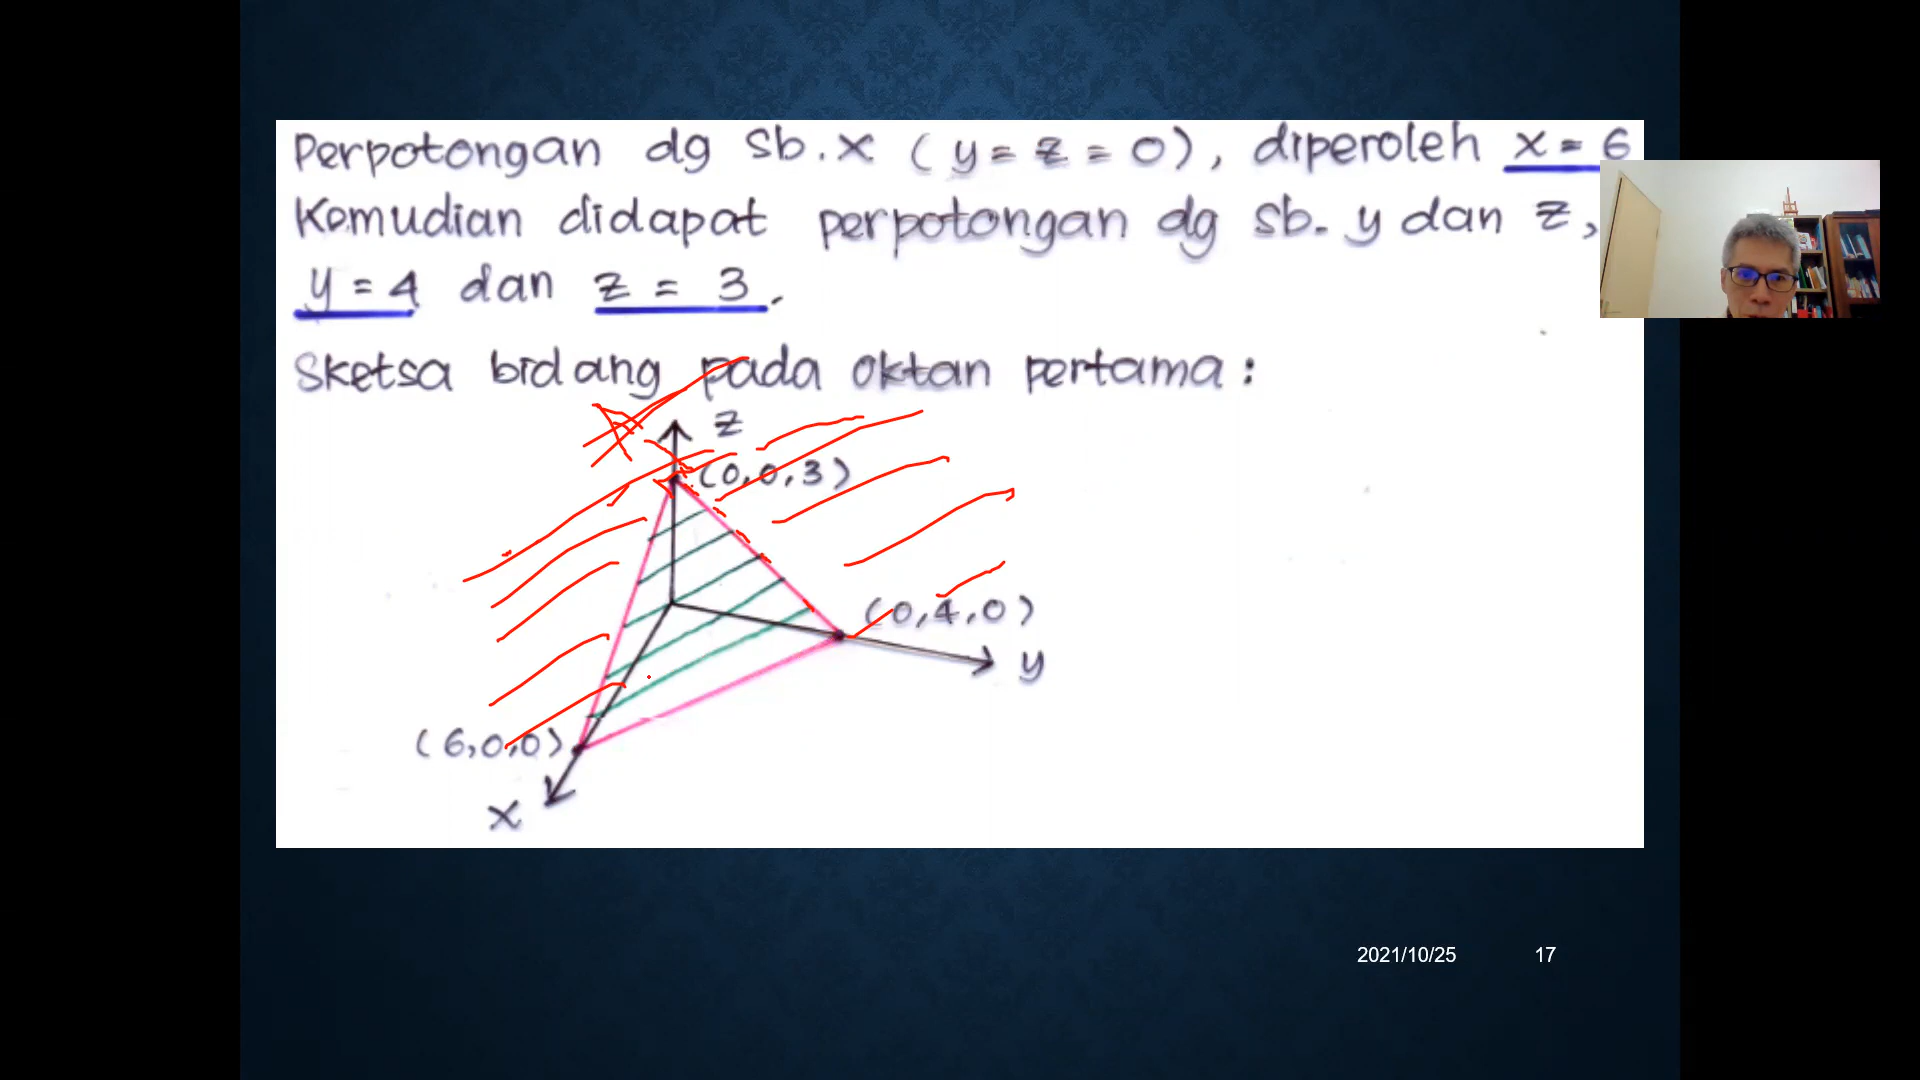 Perpotongan dg Sb.x (y = z = 0), diperoleh x = 6
Kemudian didapat perpotongan dg Sb. y dan z,
y = 4 dan z = 3.
Sketsa bidang pada oktan pertama :
z
(0,0,3)
(0,4,0)
y
(6,0,0)
x
2021/10/25 17